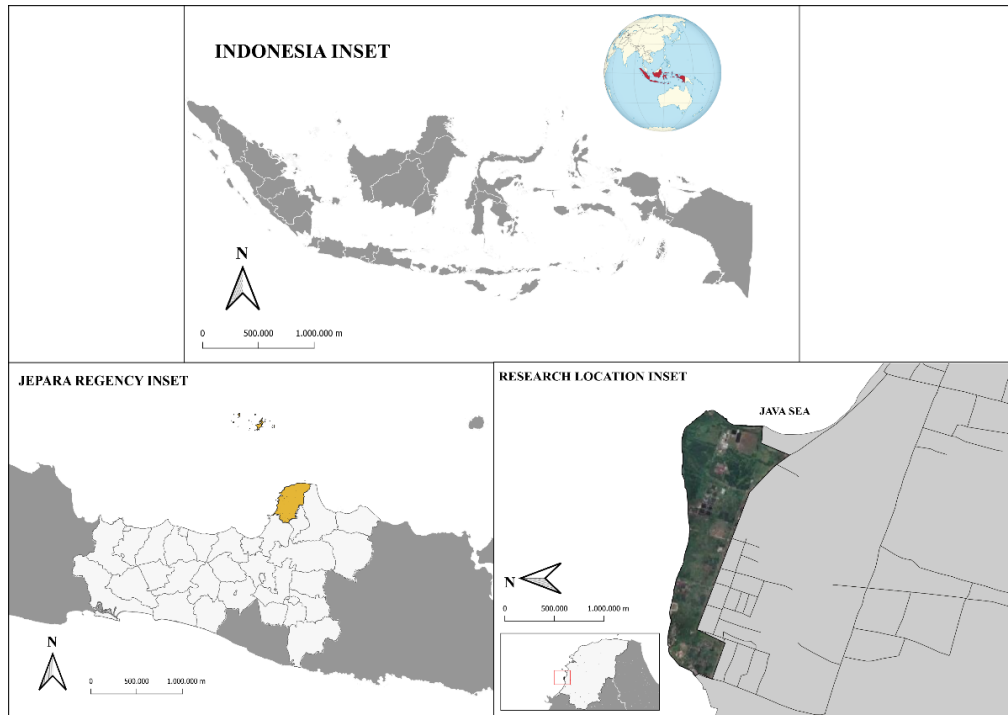 INDONESIA INSET
N
0 500.000 1.000.000 m
JEPARA REGENCY INSET
N
0 500.000 1.000.000 m
RESEARCH LOCATION INSET
JAVA SEA
N
0 500.000 1.000.000 m